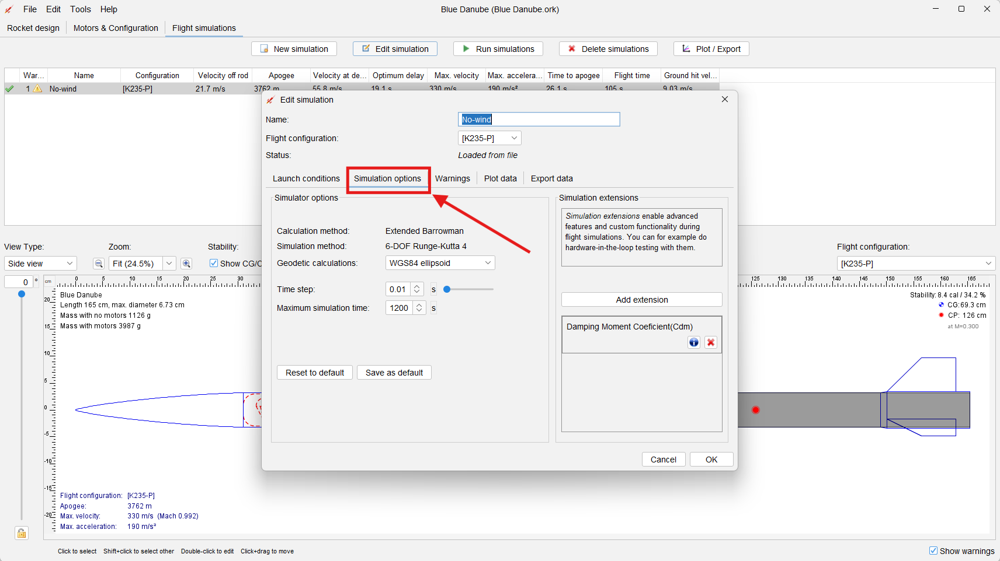 File Edit Tools Help
Blue Danube (Blue Danube.ork)
Rocket design Motors & Configuration Flight simulations
New simulation Edit simulation Run simulations Delete simulations Plot / Export
War... Name Configuration Velocity off rod Apogee Velocity at de... Optimum delay Max. velocity Max. accelera... Time to apogee Flight time Ground hit vel...
1 No-wind [K235-P] 21.7 m/s 3762 m 55.8 m/s 19.1 s 330 m/s 190 m/s² 26.1 s 105 s 9.03 m/s
Edit simulation
Name: No-wind
Flight configuration: [K235-P]
Status: Loaded from file
Launch conditions Simulation options Warnings Plot data Export data
Simulator options
Calculation method: Extended Barrowman
Simulation method: 6-DOF Runge-Kutta 4
Geodetic calculations: WGS84 ellipsoid
Time step: 0.01 s
Maximum simulation time: 1200 s
Reset to default Save as default
Simulation extensions
Simulation extensions enable advanced
features and custom functionality during
flight simulations. You can for example do
hardware-in-the-loop testing with them.
Add extension
Damping Moment Coeficient(Cdm)
Cancel OK
View Type: Zoom: Stability:
Side view Fit (24.5%) Show CG/C
Flight configuration:
[K235-P]
0 °
cm 0 5 10 15 20 25 30 125 130 135 140 145 150 155 160 165
20
15
10
5
0
-5
-10
-15
-20
Blue Danube
Length 165 cm, max. diameter 6.73 cm
Mass with no motors 1126 g
Mass with motors 3987 g
Stability: 8.4 cal / 34.2 %
CG: 69.3 cm
CP: 126 cm
at M=0.300
Flight configuration: [K235-P]
Apogee: 3762 m
Max. velocity: 330 m/s (Mach 0.992)
Max. acceleration: 190 m/s²
Click to select Shift+click to select other Double-click to edit Click+drag to move
Show warnings